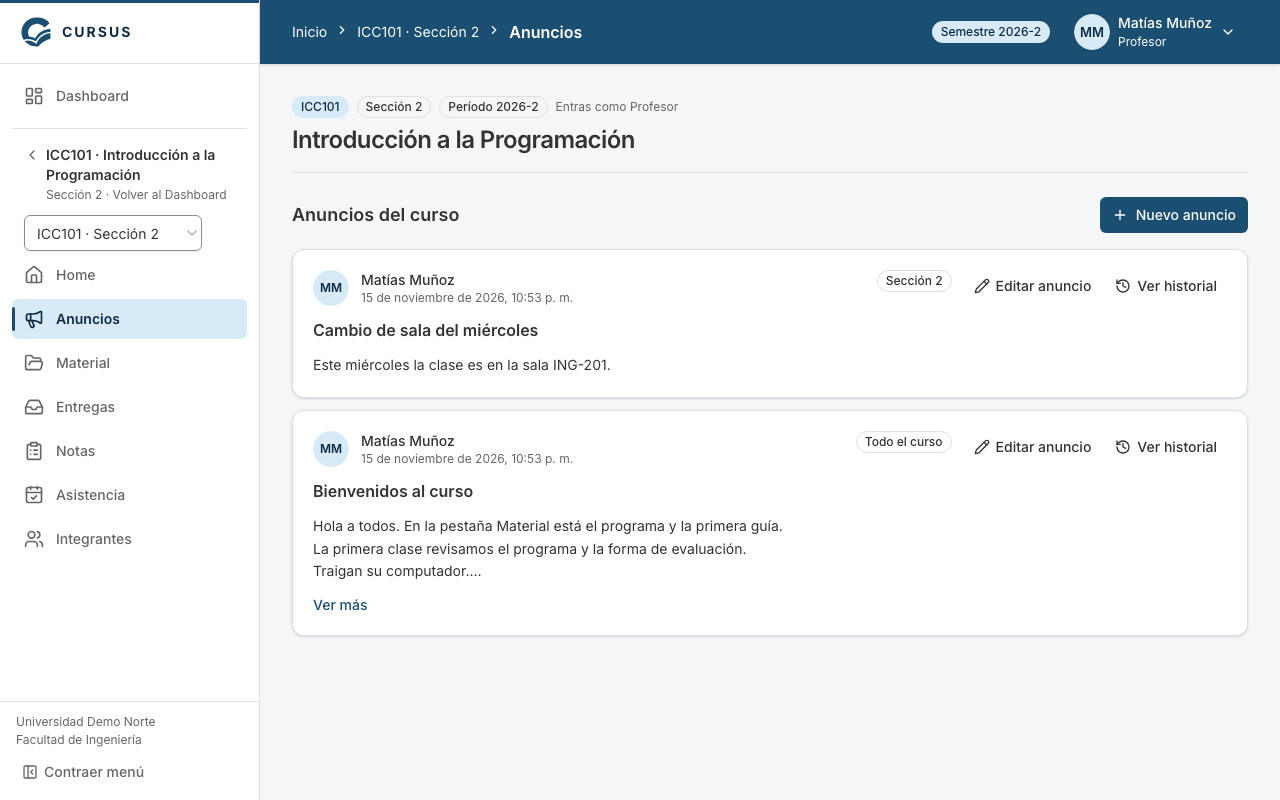 CURSUS
Inicio
ICC101 · Sección 2
Anuncios
Semestre 2026-2
MM
Matías Muñoz
Profesor
Dashboard
ICC101 · Introducción a la
Programación
Sección 2 · Volver al Dashboard
ICC101 · Sección 2
Home
Anuncios
Material
Entregas
Notas
Asistencia
Integrantes
Universidad Demo Norte
Facultad de Ingeniería
Contraer menú
ICC101
Sección 2
Período 2026-2
Entras como Profesor
Introducción a la Programación
Anuncios del curso
Nuevo anuncio
MM
Matías Muñoz
15 de noviembre de 2026, 10:53 p. m.
Sección 2
Editar anuncio
Ver historial
Cambio de sala del miércoles
Este miércoles la clase es en la sala ING-201.
MM
Matías Muñoz
15 de noviembre de 2026, 10:53 p. m.
Todo el curso
Editar anuncio
Ver historial
Bienvenidos al curso
Hola a todos. En la pestaña Material está el programa y la primera guía.
La primera clase revisamos el programa y la forma de evaluación.
Traigan su computador....
Ver más